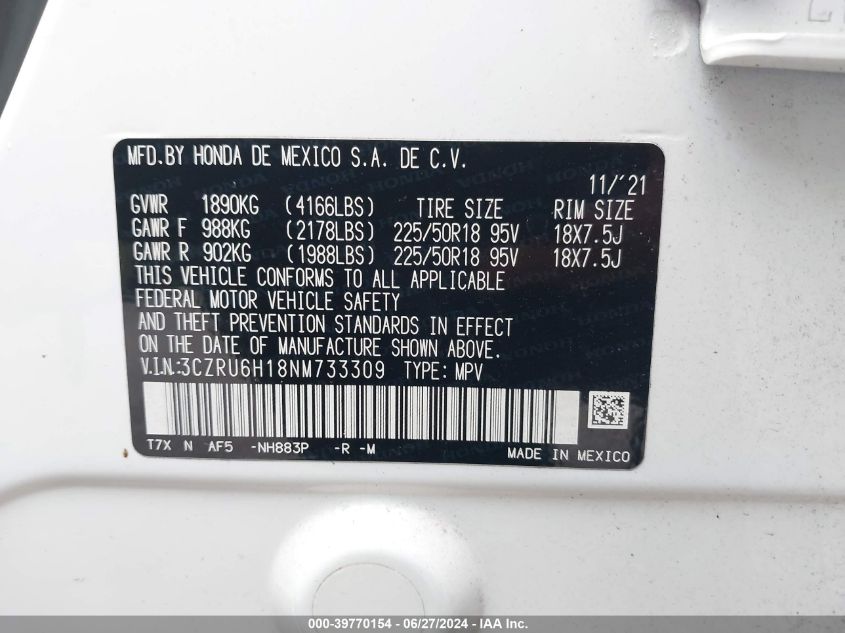 MFD.BY HONDA DE MEXICO S.A. DE C.V.
11/'21
GVWR 1890KG (4166LBS) TIRE SIZE RIM SIZE
GAWR F 988KG (2178LBS) 225/50R18 95V 18X7.5J
GAWR R 902KG (1988LBS) 225/50R18 95V 18X7.5J
THIS VEHICLE CONFORMS TO ALL APPLICABLE
FEDERAL MOTOR VEHICLE SAFETY
AND THEFT PREVENTION STANDARDS IN EFFECT
ON THE DATE OF MANUFACTURE SHOWN ABOVE.
V.I.N.:3CZRU6H18NM733309 TYPE: MPV
T7X N AF5 -NH883P -R -M MADE IN MEXICO
000-39770154 - 06/27/2024 - IAA Inc.